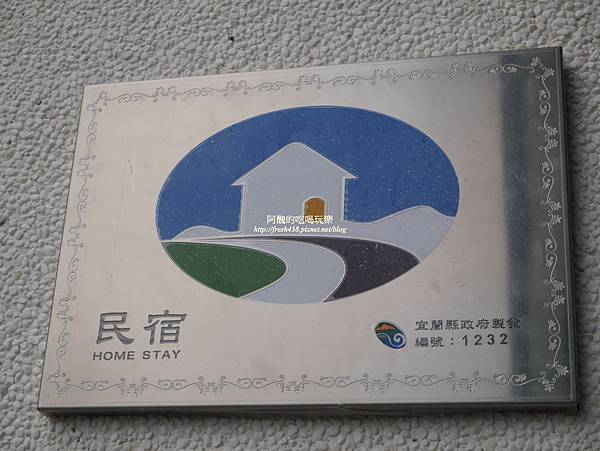 阿醜的吃喝玩樂
http://fresh438.pixnet.net/blog
民宿
HOME STAY
宜蘭縣政府製發
編號：1232